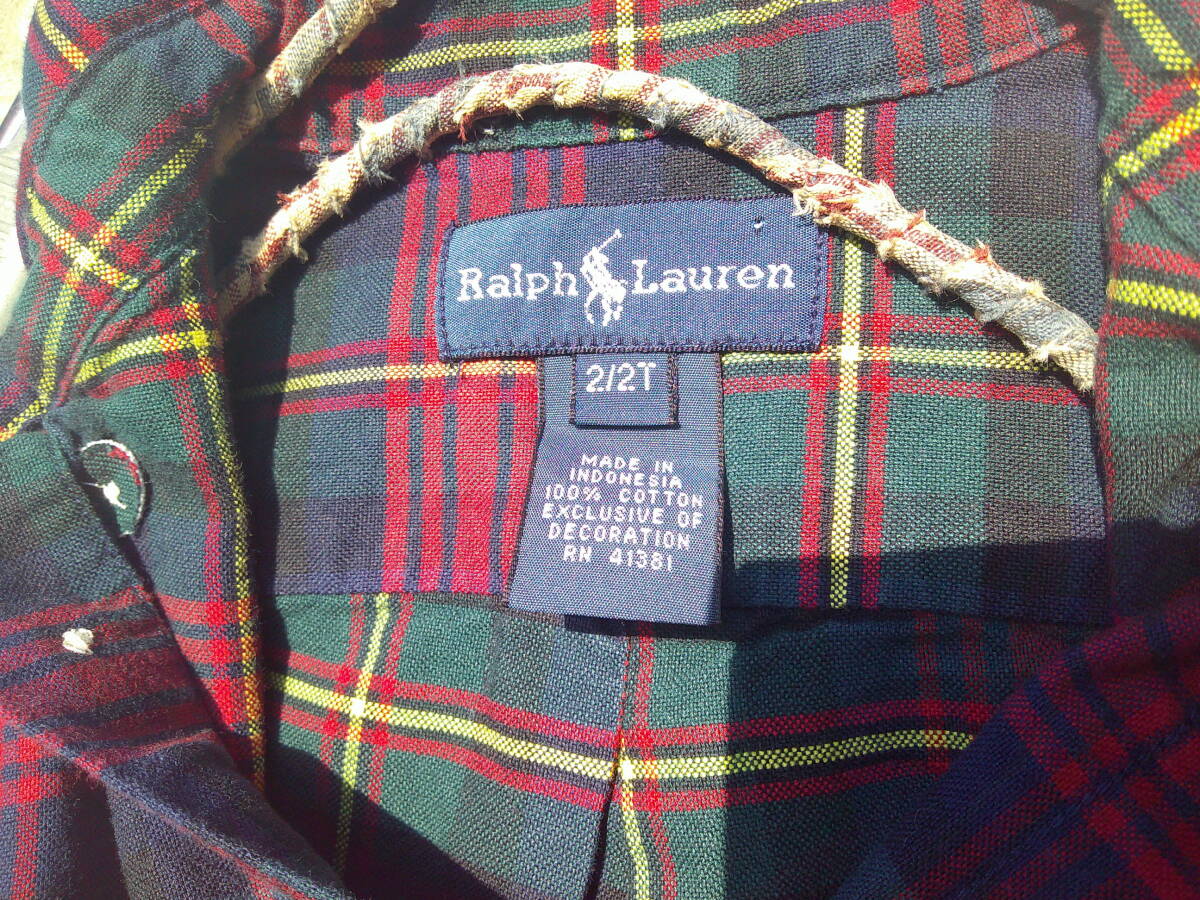 Ralph Lauren
2/2T
MADE IN
INDONESIA
100% COTTON
EXCLUSIVE OF
DECORATION
RN 41381